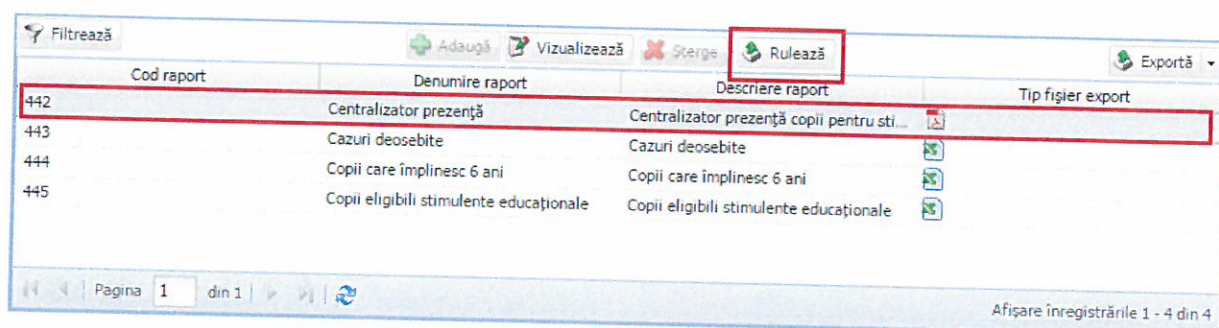 Filtrează Adaugă Vizualizează Șterge Rulează Exportă
Cod raport Denumire raport Descriere raport Tip fișier export
442 Centralizator prezență Centralizator prezență copii pentru sti...
443 Cazuri deosebite Cazuri deosebite
444 Copii care împlinesc 6 ani Copii care împlinesc 6 ani
445 Copii eligibili stimulente educaționale Copii eligibili stimulente educaționale
Pagina 1 din 1 Afișare înregistrările 1 - 4 din 4